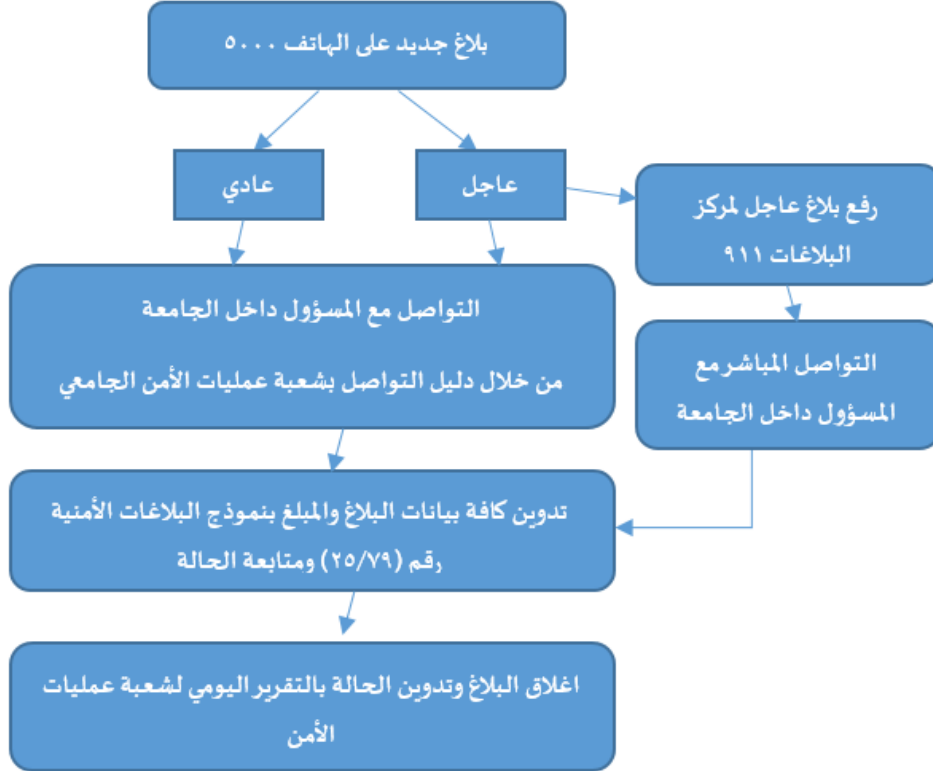 بلاغ جديد على الهاتف ٥٠٠٠
عاجل
عادي
رفع بلاغ عاجل لمركز
البلاغات ٩١١
التواصل مع المسؤول داخل الجامعة
من خلال دليل التواصل بشعبة عمليات الأمن الجامعي
التواصل المباشر مع
المسؤول داخل الجامعة
تدوين كافة بيانات البلاغ والمبلغ بنموذج البلاغات الأمنية
رقم (٢٥/٧٩) ومتابعة الحالة
اغلاق البلاغ وتدوين الحالة بالتقرير اليومي لشعبة عمليات
الأمن